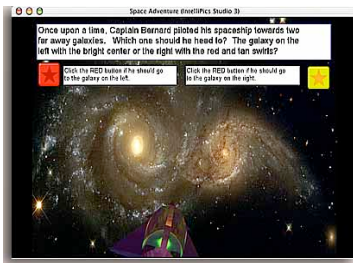 Space Adventure (IntelliPics Studio 3)
Once upon a time, Captain Bernard piloted his spaceship towards two
far away galaxies. Which one should he head to? The galaxy on the
left with the bright center or the right with the red and tan swirls?
Click the RED button if he should go
to the galaxy on the left.
Click the RED button if he should go
to the galaxy on the right.